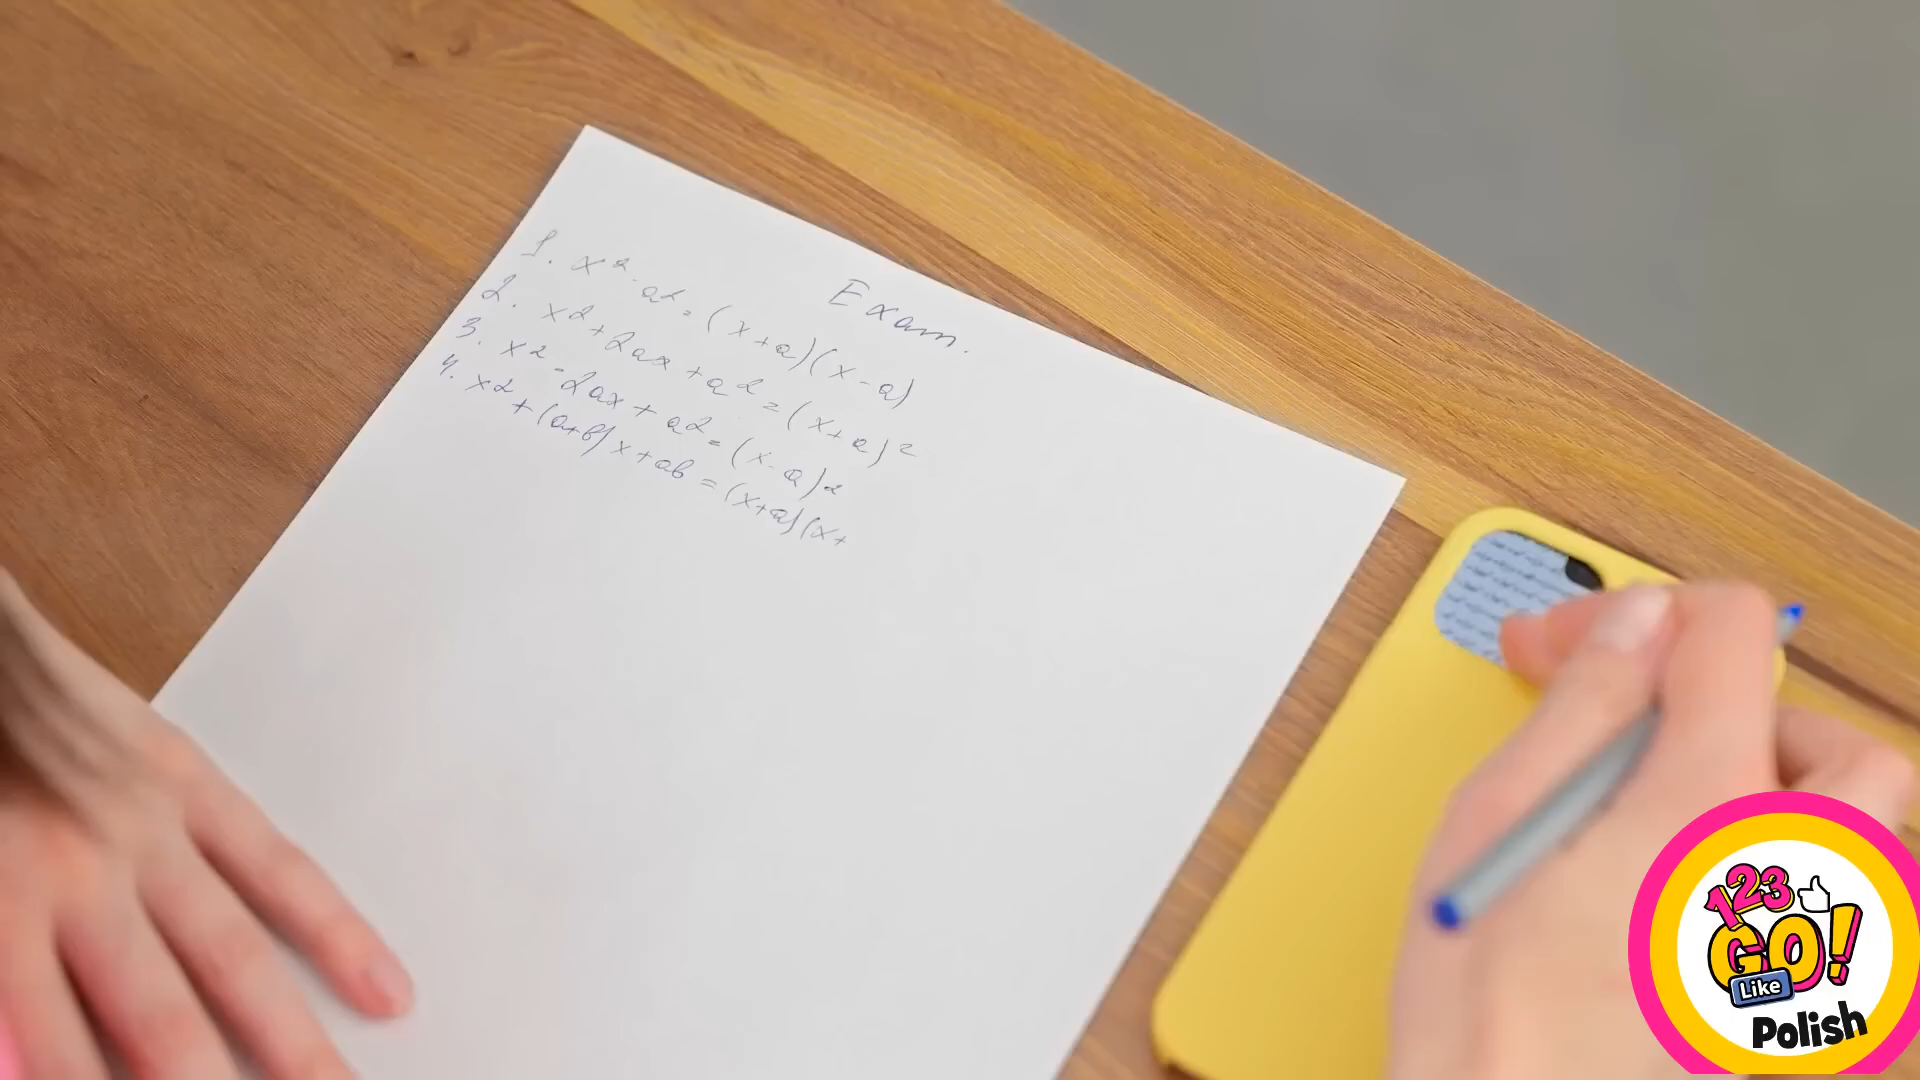 Exam.
1. x² - a² = (x+a)(x-a)
2. x² + 2ax + a² = (x+a)²
3. x² - 2ax + a² = (x-a)²
4. x² + (a+b)x + ab = (x+a)(x+
123
GO!
Like
Polish